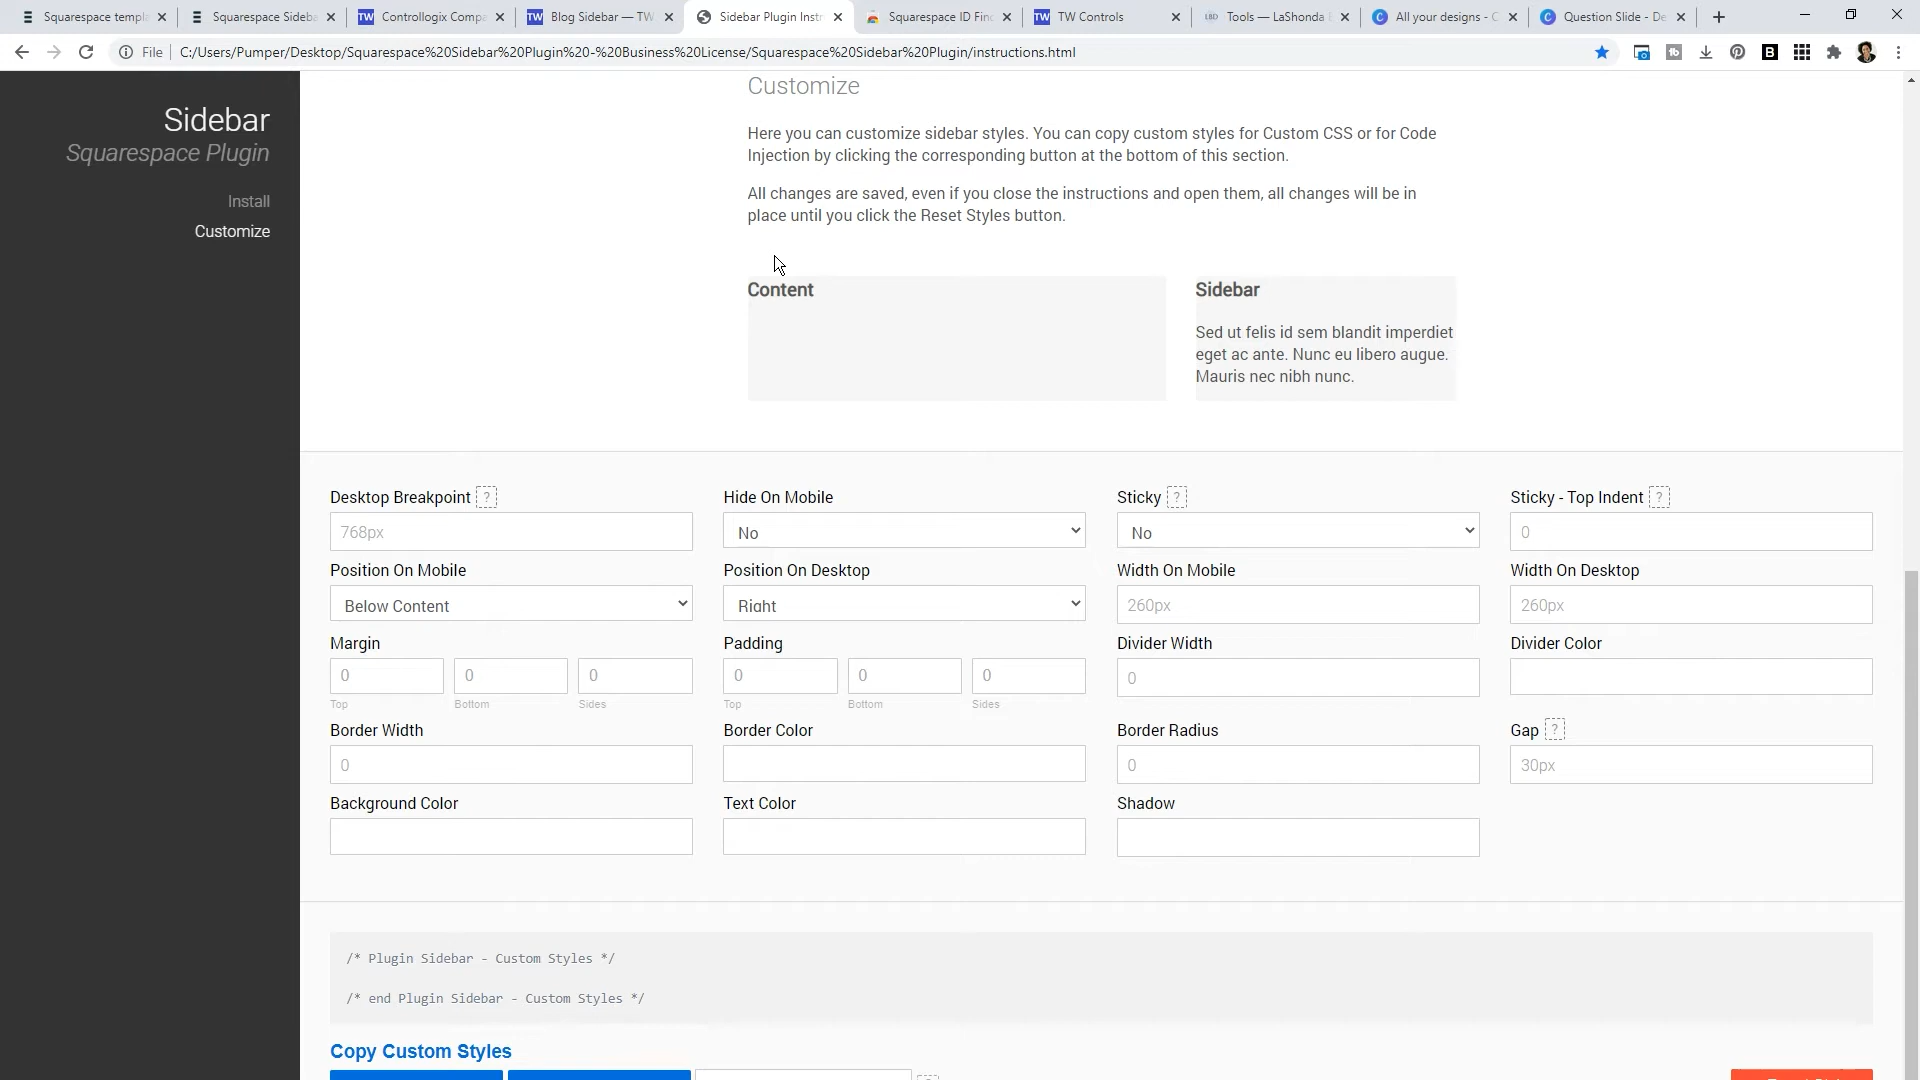 Squarespace templa
Squarespace Sideba
Controllogix Compa
Blog Sidebar — TW
Sidebar Plugin Instr
Squarespace ID Find
TW Controls
Tools — LaShonda B
All your designs - C
Question Slide - De
File
C:/Users/Pumper/Desktop/Squarespace%20Sidebar%20Plugin%20-%20Business%20License/Squarespace%20Sidebar%20Plugin/instructions.html
Sidebar
Squarespace Plugin
Install
Customize
Customize
Here you can customize sidebar styles. You can copy custom styles for Custom CSS or for Code
Injection by clicking the corresponding button at the bottom of this section.
All changes are saved, even if you close the instructions and open them, all changes will be in
place until you click the Reset Styles button.
Content
Sidebar
Sed ut felis id sem blandit imperdiet
eget ac ante. Nunc eu libero augue.
Mauris nec nibh nunc.
Desktop Breakpoint ?
Hide On Mobile
Sticky ?
Sticky - Top Indent ?
768px
No
No
0
Position On Mobile
Position On Desktop
Width On Mobile
Width On Desktop
Below Content
Right
260px
260px
Margin
Padding
Divider Width
Divider Color
0
0
0
0
0
0
0
Top
Bottom
Sides
Top
Bottom
Sides
Border Width
Border Color
Border Radius
Gap ?
0
0
30px
Background Color
Text Color
Shadow
/* Plugin Sidebar - Custom Styles */
/* end Plugin Sidebar - Custom Styles */
Copy Custom Styles